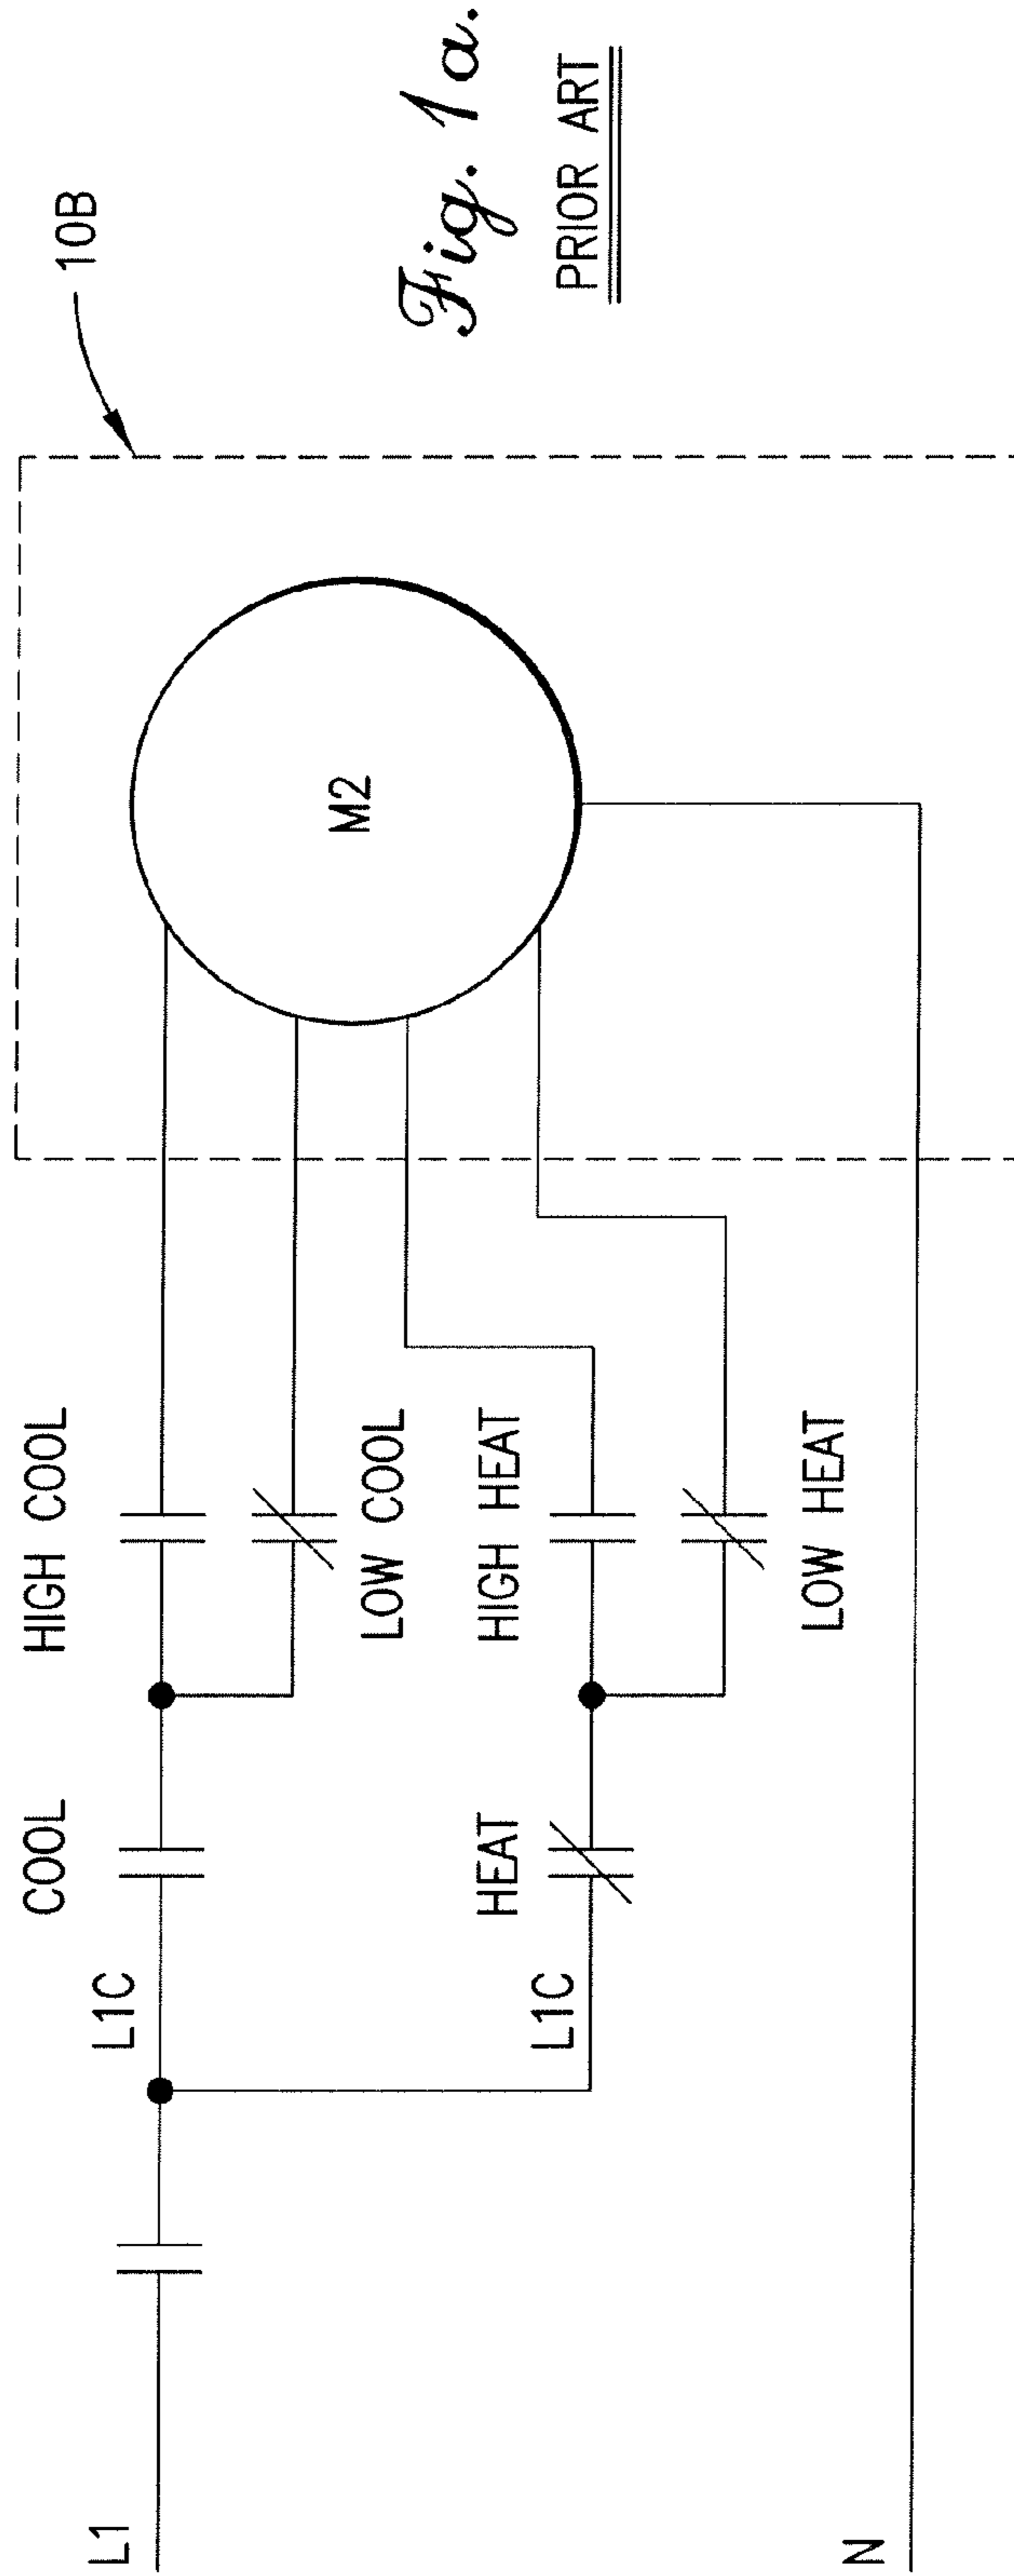 10B
Fig. 1a.
PRIOR ART
M2
HIGH COOL
LOW COOL
HIGH HEAT
LOW HEAT
COOL
HEAT
L1C
L1C
L1
N